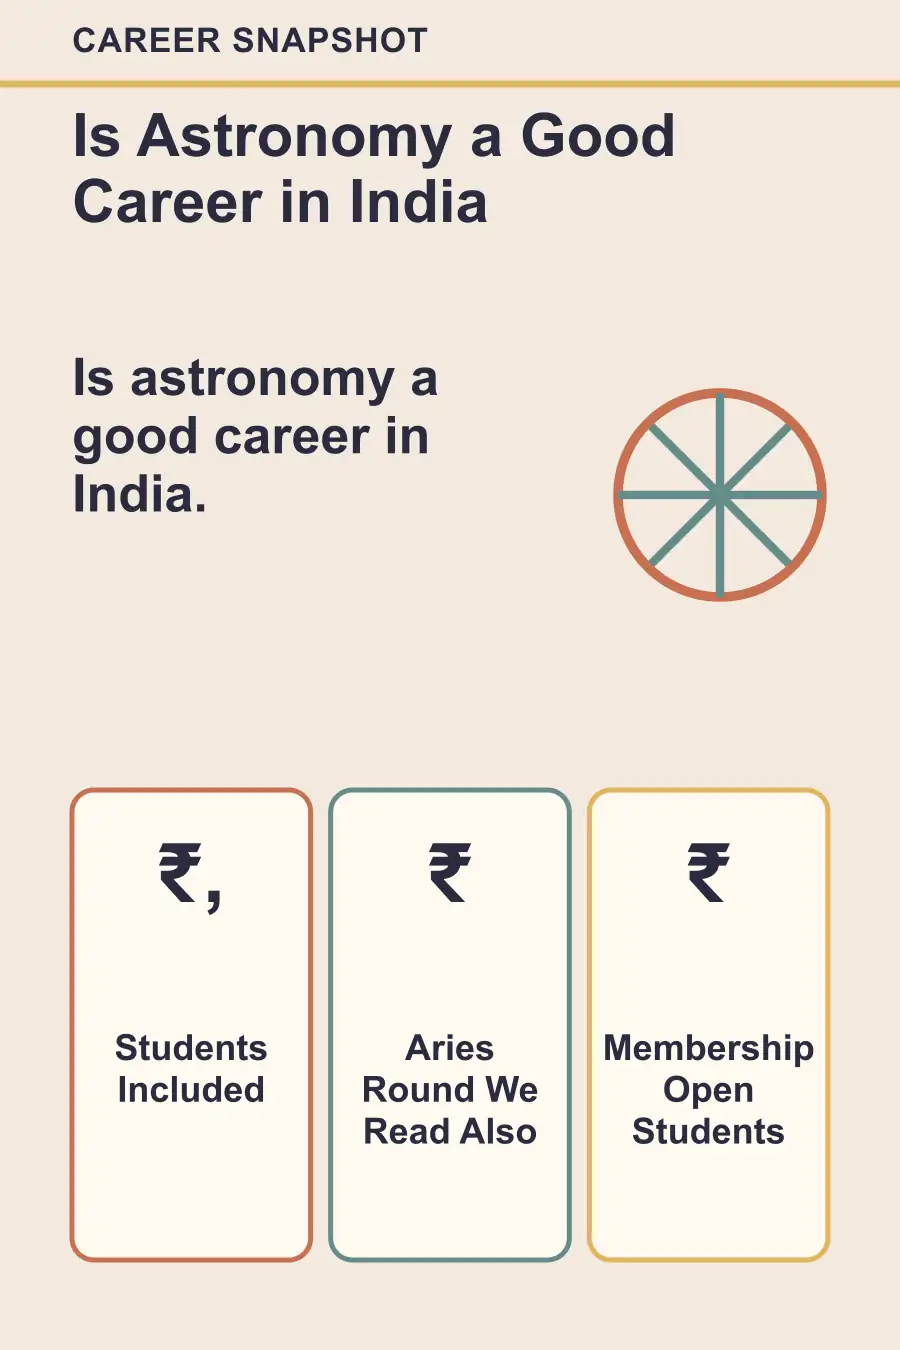 CAREER SNAPSHOT
Is Astronomy a Good
Career in India
Is astronomy a
good career in
India.
₹,
Students
Included
₹
Aries
Round We
Read Also
₹
Membership
Open
Students